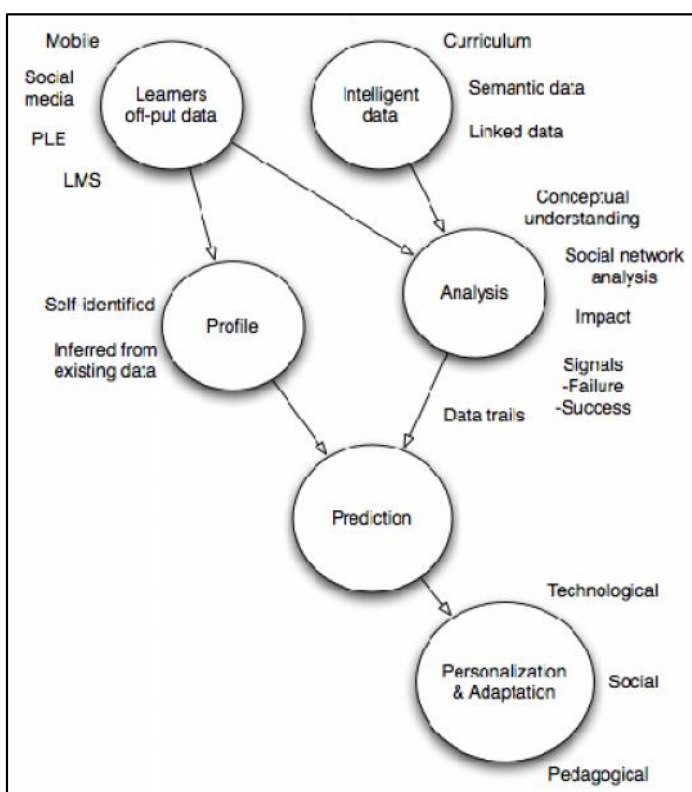 Mobile
Social
media
PLE
LMS
Learners
off-put data
Curriculum
Intelligent
data
Semantic data
Linked data
Conceptual
understanding
Social network
analysis
Analysis
Impact
Signals
-Failure
-Success
Self-identified
Profile
Inferred from
existing data
Data trails
Prediction
Technological
Personalization
& Adaptation
Social
Pedagogical